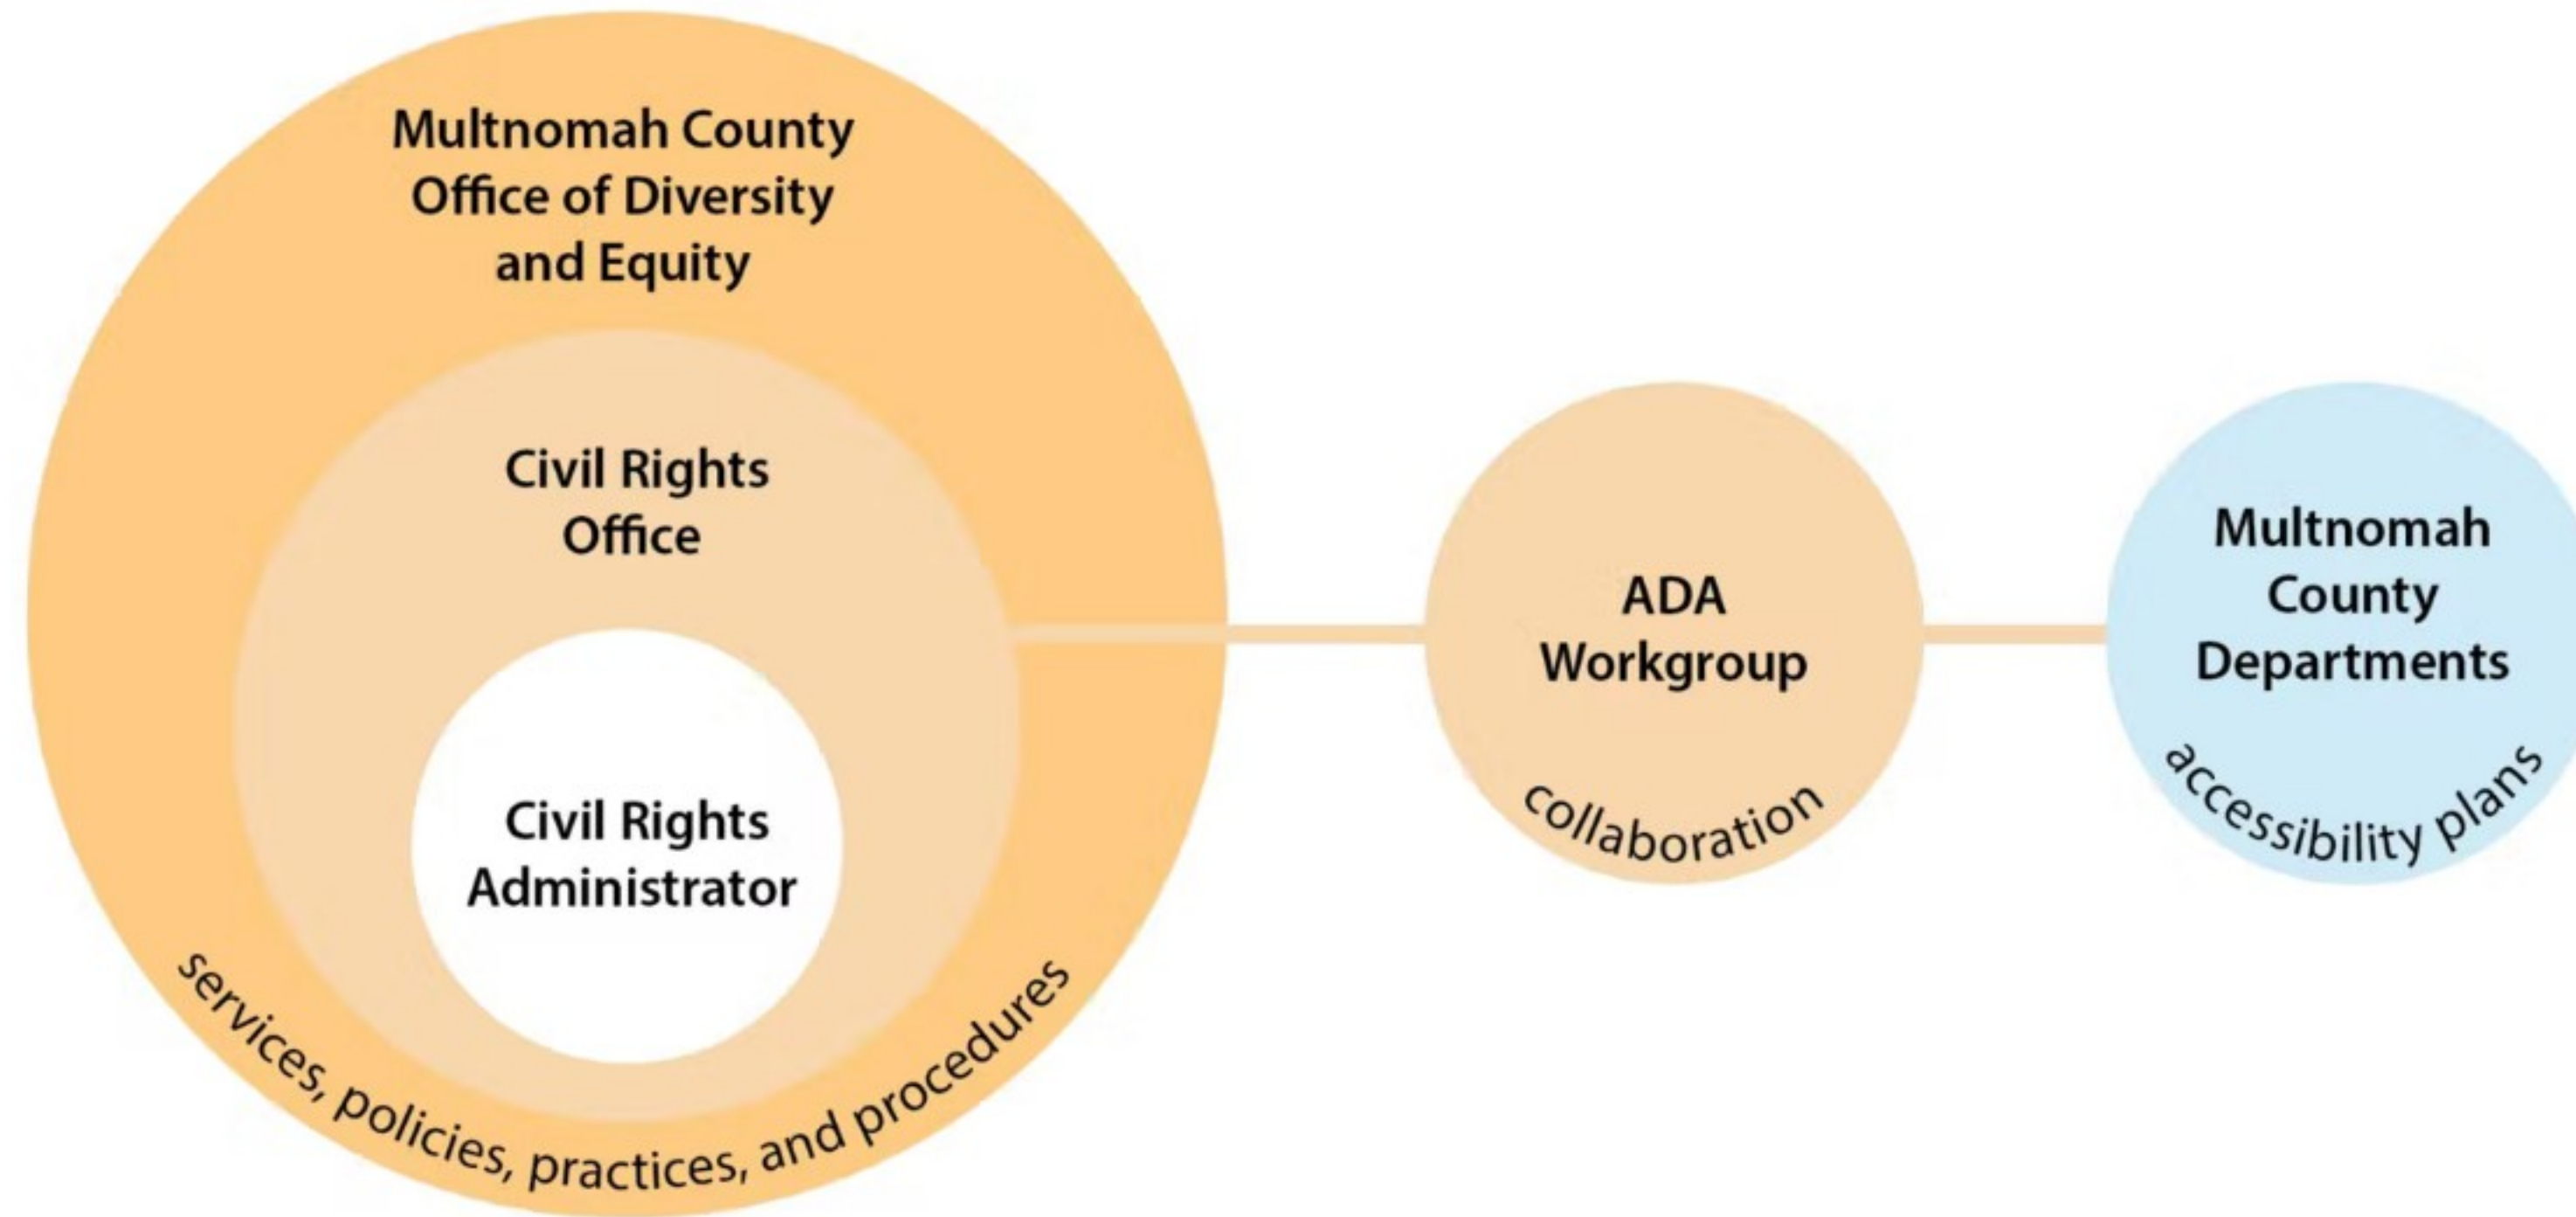 Multnomah County
Office of Diversity
and Equity
Civil Rights
Office
Civil Rights
Administrator
services, policies, practices, and procedures
ADA
Workgroup
collaboration
Multnomah
County
Departments
accessibility plans